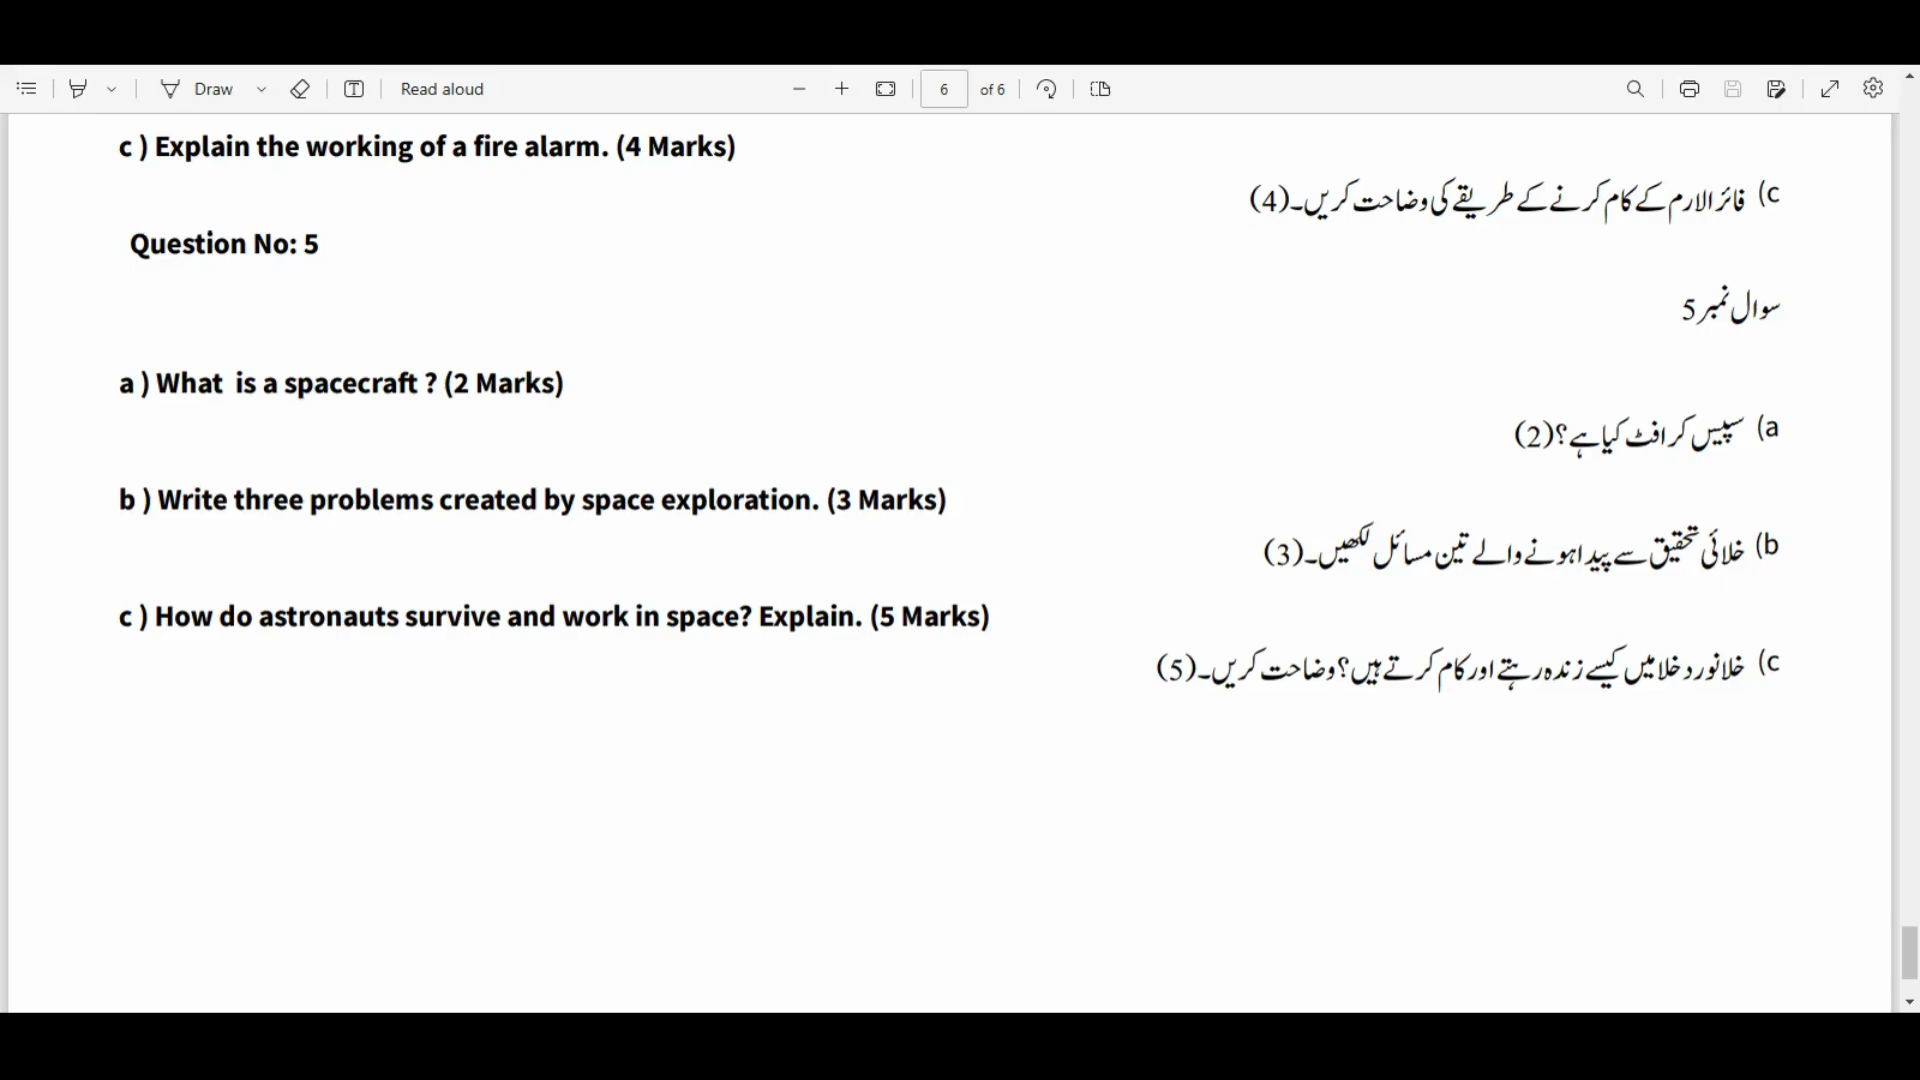 Draw
Read aloud
6 of 6
c ) Explain the working of a fire alarm. (4 Marks)
c) فائر الارم کے کام کرنے کے طریقے کی وضاحت کریں۔(4)
Question No: 5
سوال نمبر 5
a ) What is a spacecraft ? (2 Marks)
a) سپیس کرافٹ کیا ہے؟(2)
b ) Write three problems created by space exploration. (3 Marks)
b) خلائی تحقیق سے پیدا ہونے والے تین مسائل لکھیں۔(3)
c ) How do astronauts survive and work in space? Explain. (5 Marks)
c) خلا نورد خلا میں کیسے زندہ رہتے اور کام کرتے ہیں؟ وضاحت کریں۔(5)